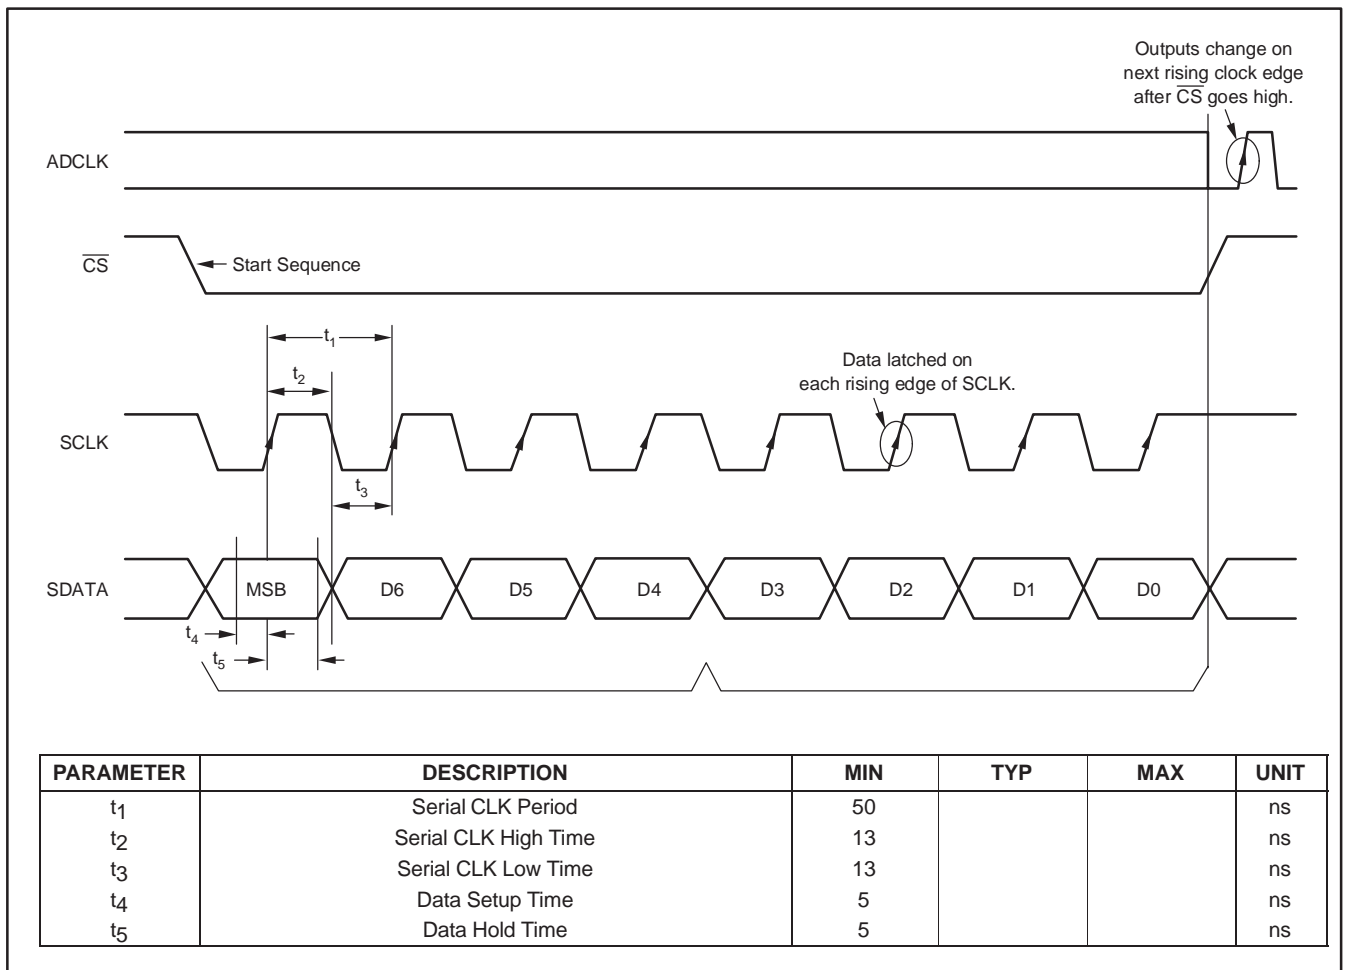 Outputs change on
next rising clock edge
after C̅S̅ goes high.
ADCLK
C̅S̅
Start Sequence
t1
t2
Data latched on
each rising edge of SCLK.
SCLK
t3
SDATA
MSB D6 D5 D4 D3 D2 D1 D0
t4
t5
PARAMETER DESCRIPTION MIN TYP MAX UNIT
t1 Serial CLK Period 50 ns
t2 Serial CLK High Time 13 ns
t3 Serial CLK Low Time 13 ns
t4 Data Setup Time 5 ns
t5 Data Hold Time 5 ns